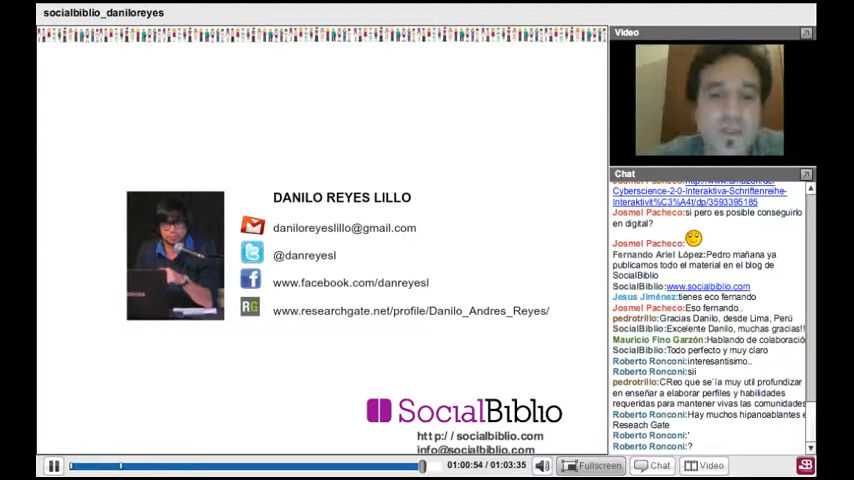 socialbiblio_daniloreyes
DANILO REYES LILLO
daniloreyeslillo@gmail.com
@danreyesl
www.facebook.com/danreyesl
RG
www.researchgate.net/profile/Danilo_Andres_Reyes/
SocialBiblio
http://socialbiblio.com
info@socialbiblio.com
Video
Chat
Josmel Pacheco:http://www.amazon.de/
Cyberscience-2-0-Interaktiva-Schriftenreihe-
Interaktivit%C3%A4t/dp/3593395185
Josmel Pacheco:si pero es posible conseguirlo
en digital?
Josmel Pacheco:
Fernando Ariel López:Pedro mañana ya
publicamos todo el material en el blog de
SocialBiblio
SocialBiblio:www.socialbiblio.com
Jesus Jiménez:tienes eco fernando
Josmel Pacheco:Eso fernando..
pedrotrillo:Gracias Danilo, desde Lima, Perú
SocialBiblio:Excelente Danilo, muchas gracias!!
Mauricio Fino Garzón:Hablando de colaboració
SocialBiblio:Todo perfecto y muy claro
Roberto Ronconi:interesantisimo..
Roberto Ronconi:sii
pedrotrillo:CReo que se´ía muy util profundizar
en enseñar a elaborar perfiles y habilidades
requeridas para mantener vivas las comunidades
Roberto Ronconi:Hay muchos hipanoablantes e
Reseach Gate
Roberto Ronconi:'
Roberto Ronconi:?
01:00:54 / 01:03:35
Fullscreen
Chat
Video